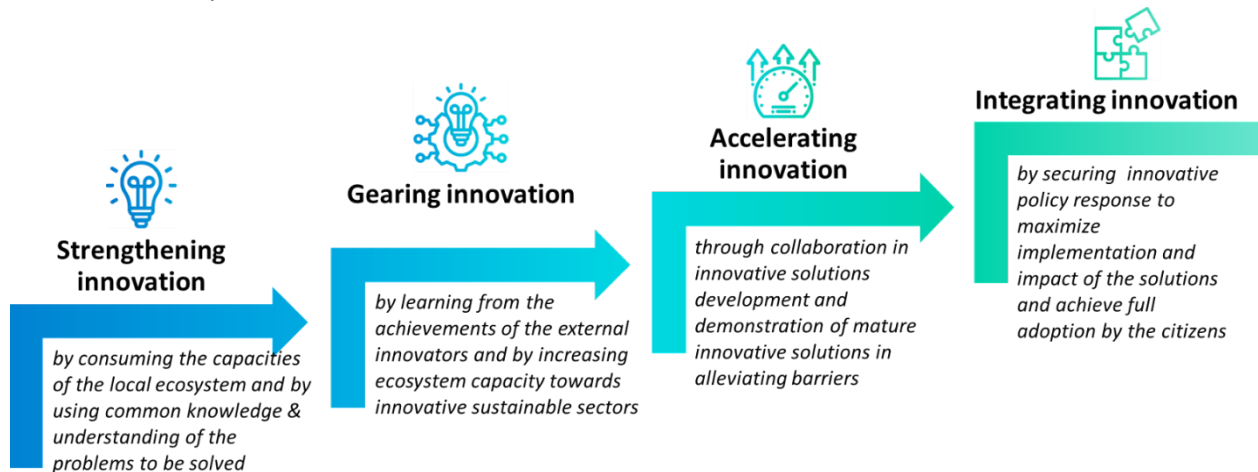 Strengthening
innovation
by consuming the capacities
of the local ecosystem and by
using common knowledge &
understanding of the
problems to be solved
Gearing innovation
by learning from the
achievements of the external
innovators and by increasing
ecosystem capacity towards
innovative sustainable sectors
Accelerating
innovation
through collaboration in
innovative solutions
development and
demonstration of mature
innovative solutions in
alleviating barriers
Integrating innovation
by securing  innovative
policy response to
maximize
implementation and
impact of the solutions
and achieve full
adoption by the citizens